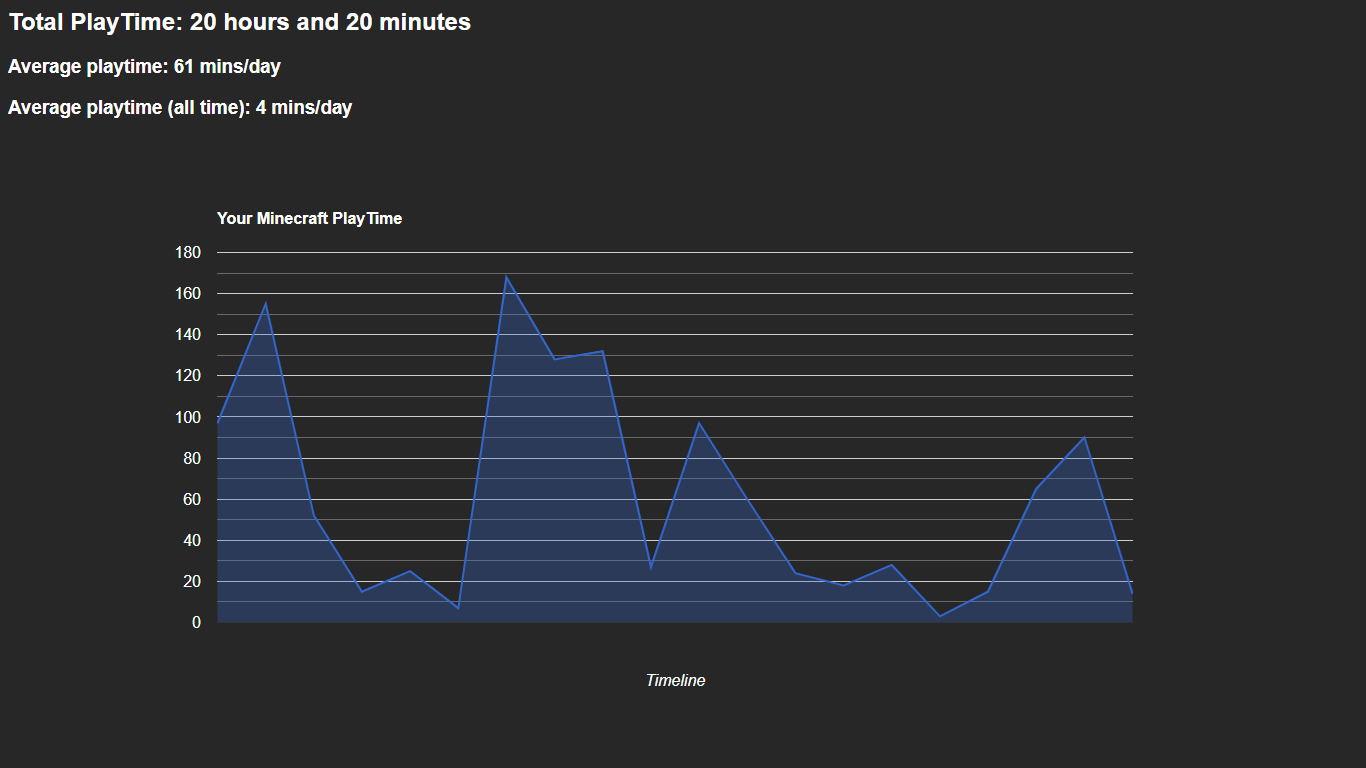 Total PlayTime: 20 hours and 20 minutes
Average playtime: 61 mins/day
Average playtime (all time): 4 mins/day
Your Minecraft PlayTime
180
160
140
120
100
80
60
40
20
0
Timeline